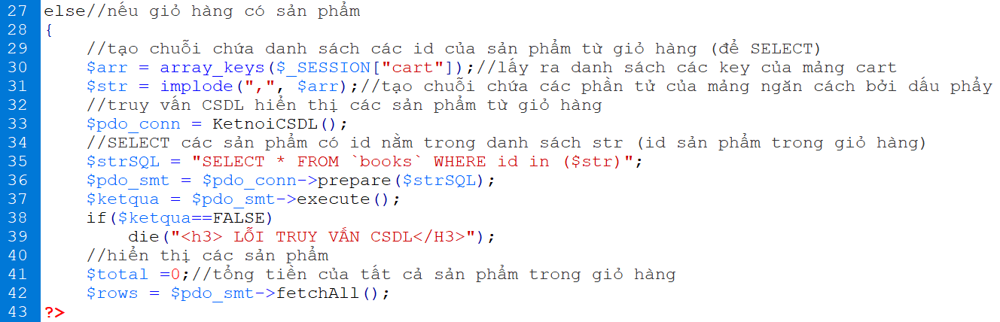 27 else//nếu giỏ hàng có sản phẩm
28 {
29     //tạo chuỗi chứa danh sách các id của sản phẩm từ giỏ hàng (để SELECT)
30     $arr = array_keys($_SESSION["cart"]);//lấy ra danh sách các key của mảng cart
31     $str = implode(",", $arr);//tạo chuỗi chứa các phần tử của mảng ngăn cách bởi dấu phẩy
32     //truy vấn CSDL hiển thị các sản phẩm từ giỏ hàng
33     $pdo_conn = KetnoiCSDL();
34     //SELECT các sản phẩm có id nằm trong danh sách str (id sản phẩm trong giỏ hàng)
35     $strSQL = "SELECT * FROM `books` WHERE id in ($str)";
36     $pdo_smt = $pdo_conn->prepare($strSQL);
37     $ketqua = $pdo_smt->execute();
38     if($ketqua==FALSE)
39         die("<h3> LỖI TRUY VẤN CSDL</H3>");
40     //hiển thị các sản phẩm
41     $total =0;//tổng tiền của tất cả sản phẩm trong giỏ hàng
42     $rows = $pdo_smt->fetchAll();
43 ?>